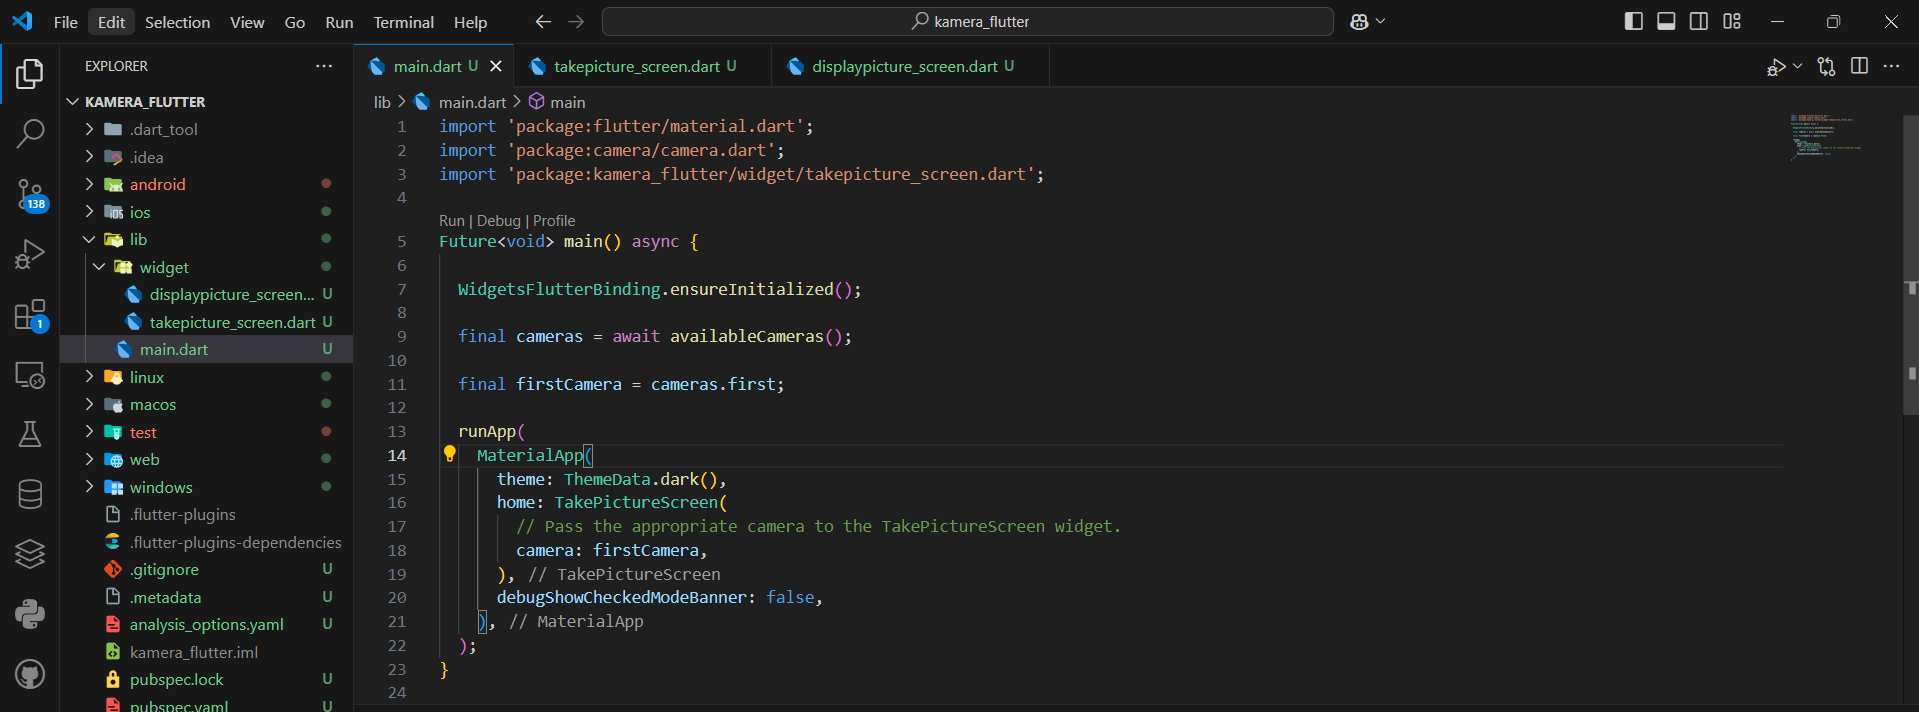 File Edit Selection View Go Run Terminal Help
kamera_flutter
EXPLORER
KAMERA_FLUTTER
.dart_tool
.idea
android
ios
lib
widget
displaypicture_screen... U
takepicture_screen.dart U
main.dart U
linux
macos
test
web
windows
.flutter-plugins
.flutter-plugins-dependencies
.gitignore U
.metadata U
analysis_options.yaml U
kamera_flutter.iml
pubspec.lock U
pubspec.yaml U
138
1
main.dart U
takepicture_screen.dart U
displaypicture_screen.dart U
lib > main.dart > main
1 import 'package:flutter/material.dart';
2 import 'package:camera/camera.dart';
3 import 'package:kamera_flutter/widget/takepicture_screen.dart';
4
Run | Debug | Profile
5 Future<void> main() async {
6
7 WidgetsFlutterBinding.ensureInitialized();
8
9 final cameras = await availableCameras();
10
11 final firstCamera = cameras.first;
12
13 runApp(
14 MaterialApp(
15 theme: ThemeData.dark(),
16 home: TakePictureScreen(
17 // Pass the appropriate camera to the TakePictureScreen widget.
18 camera: firstCamera,
19 ), // TakePictureScreen
20 debugShowCheckedModeBanner: false,
21 ), // MaterialApp
22 );
23 }
24